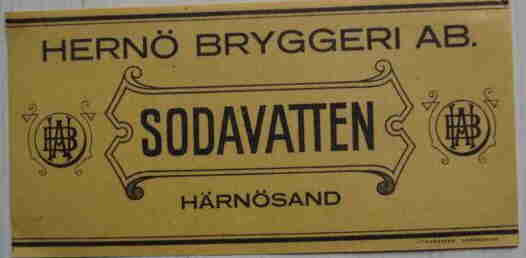 HERNÖ BRYGGERI AB.
SODAVATTEN
HÄRNÖSAND